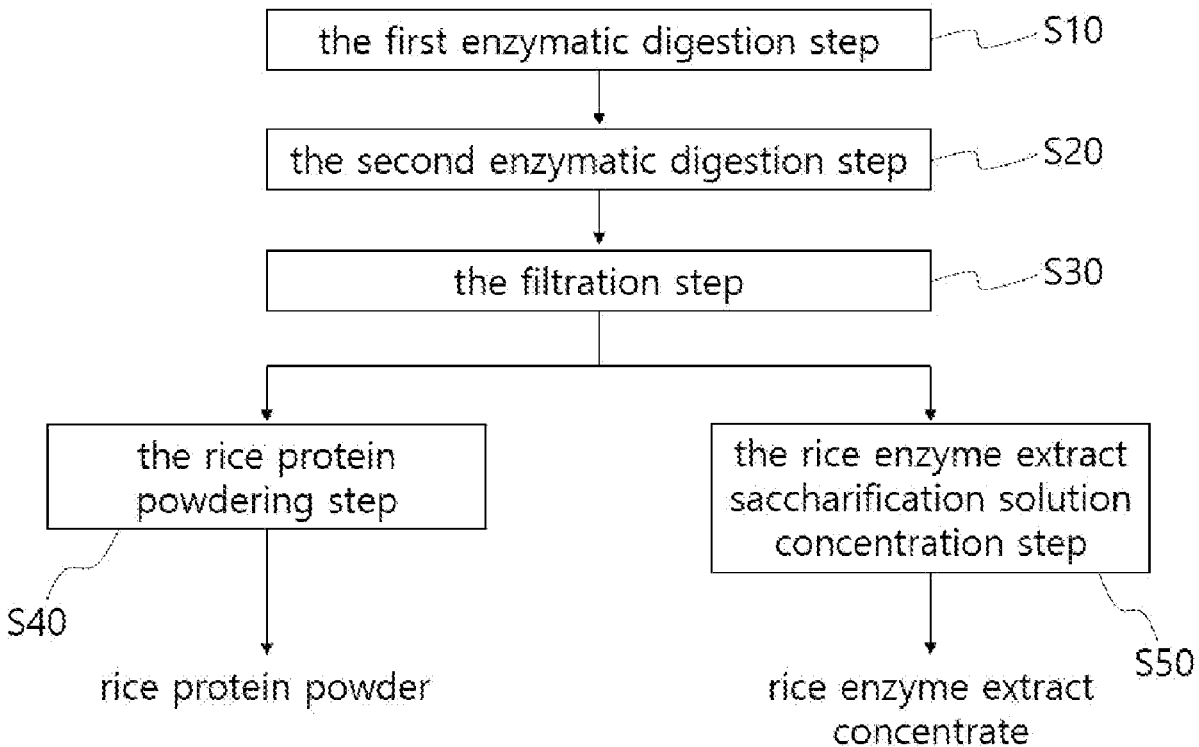 the first enzymatic digestion step
S10
the second enzymatic digestion step
S20
the filtration step
S30
the rice protein
powdering step
S40
the rice enzyme extract
saccharification solution
concentration step
S50
rice protein powder
rice enzyme extract
concentrate